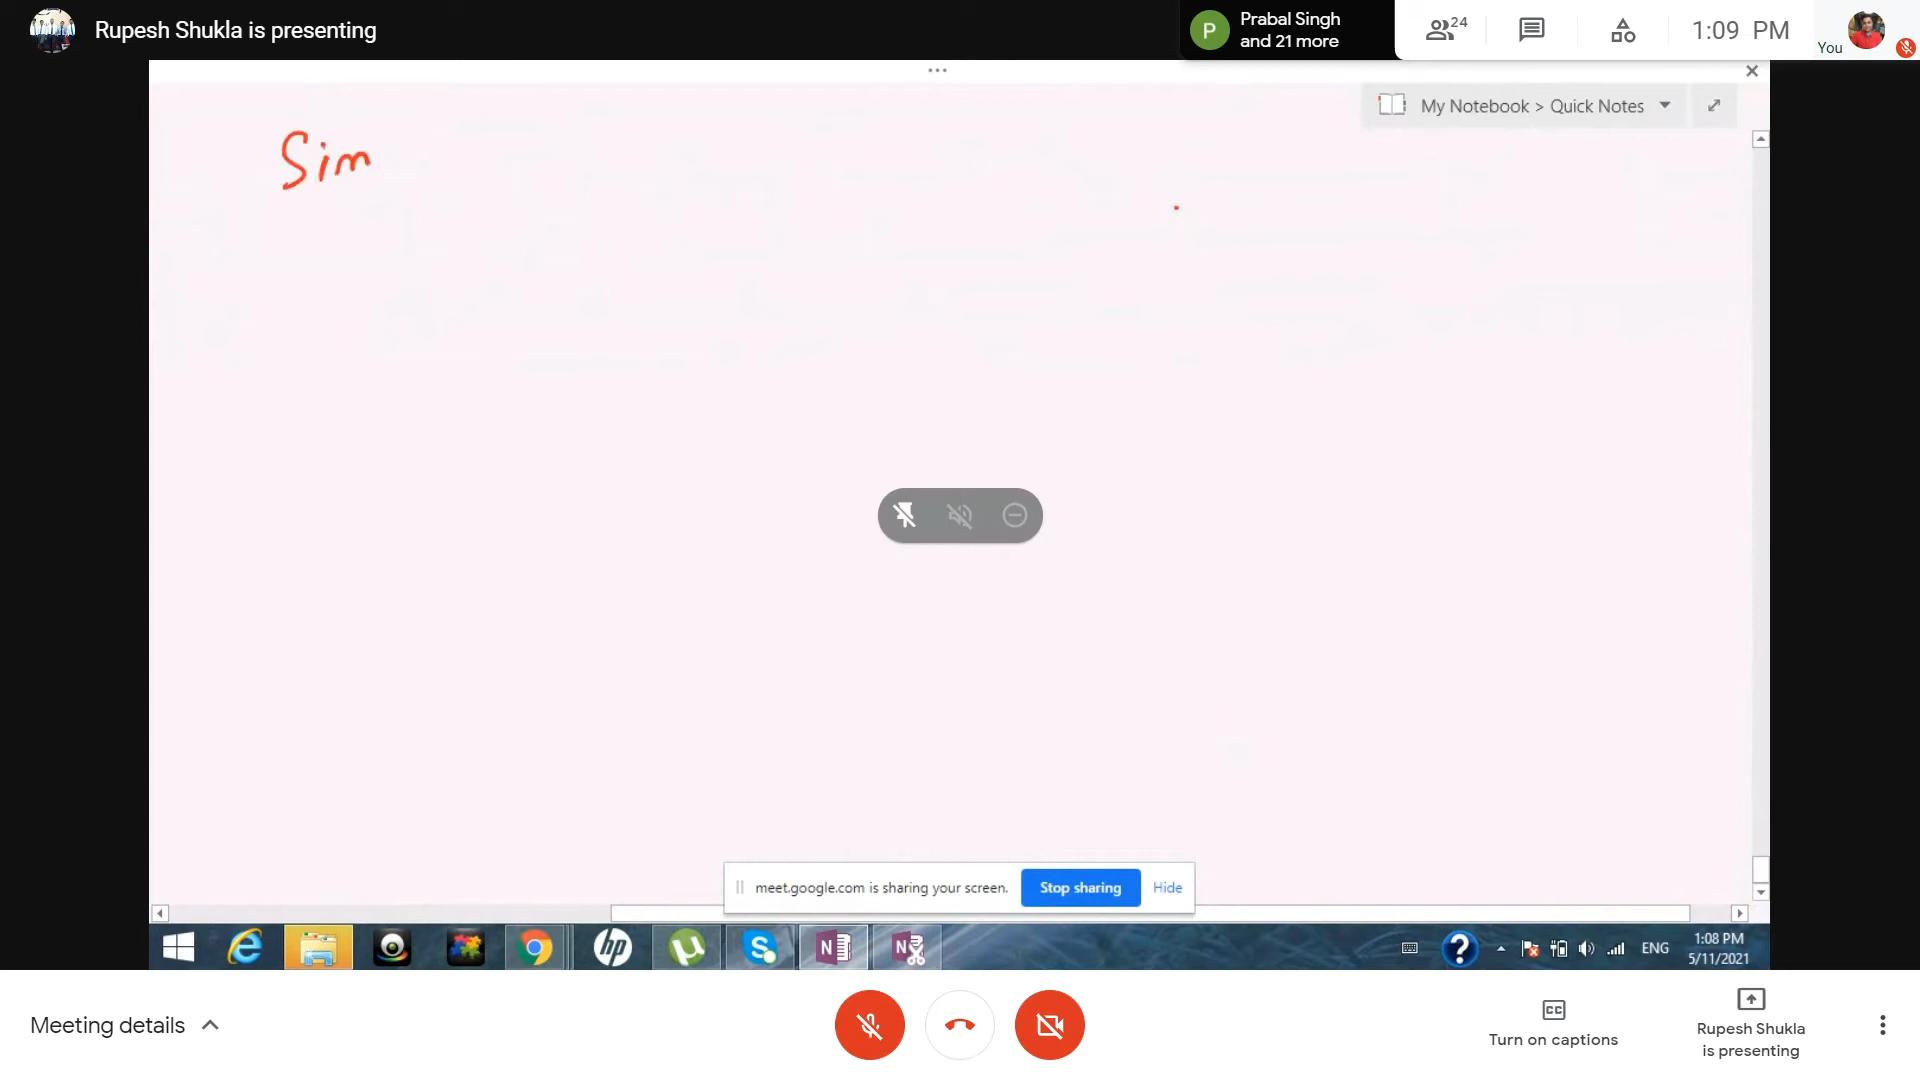 Rupesh Shukla is presenting
P
Prabal Singh
and 21 more
24
1:09 PM
You
My Notebook > Quick Notes
Sim
meet.google.com is sharing your screen.
Stop sharing
Hide
hp
N
N
ENG
1:08 PM
5/11/2021
Meeting details
CC
Turn on captions
Rupesh Shukla
is presenting